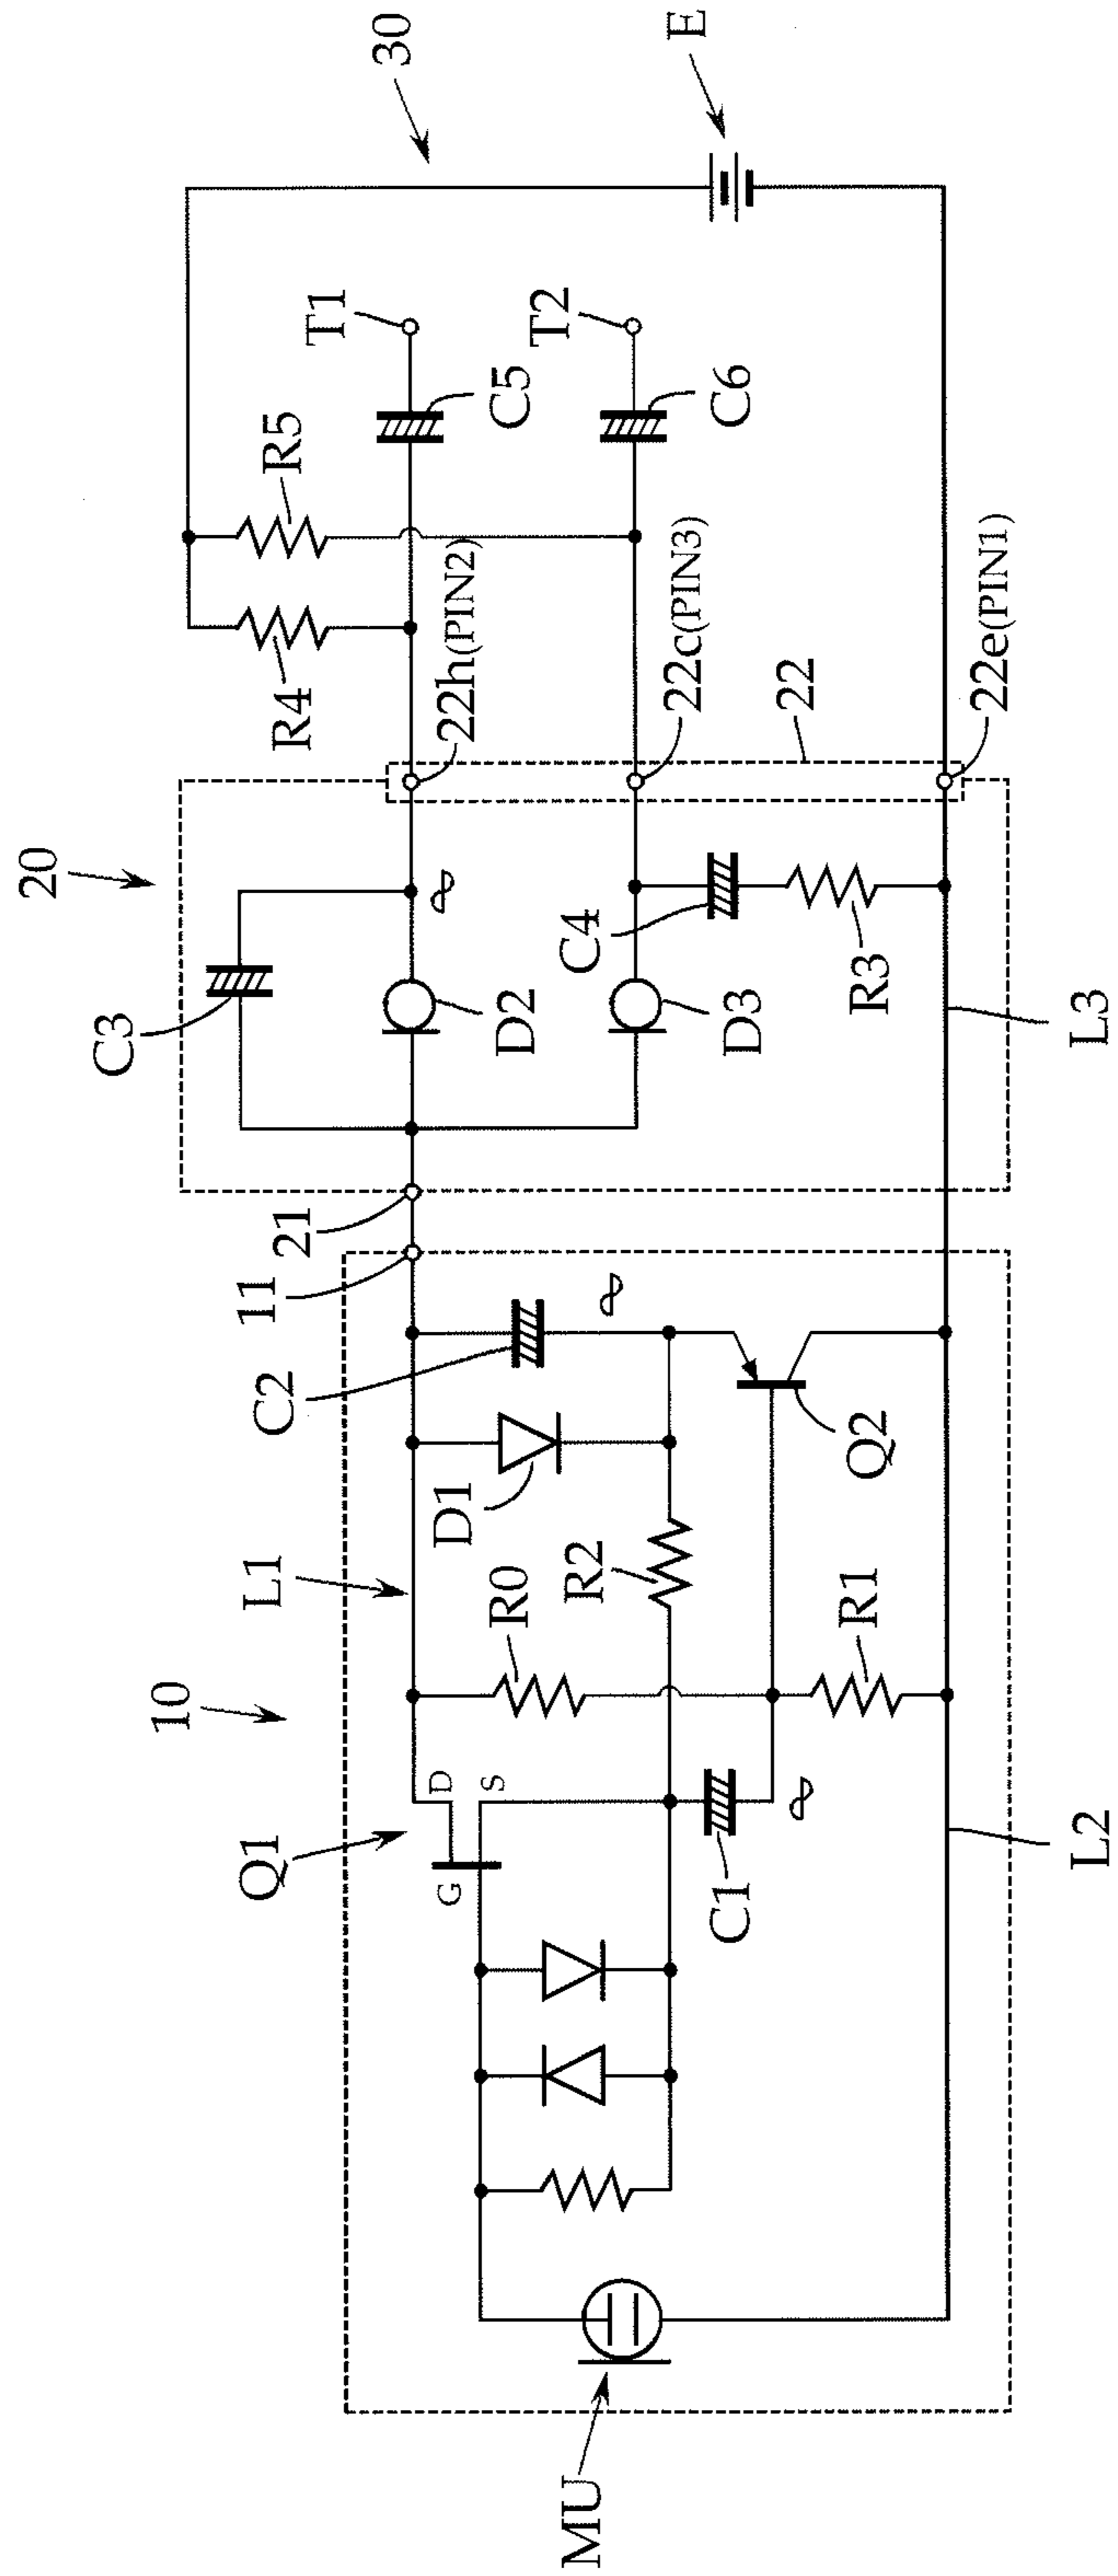 30
E
T1
T2
C5
C6
R5
R4
22h(PIN2)
22c(PIN3)
22e(PIN1)
22
20
C3
D2
D3
C4
R3
L3
21
11
C2
D1
L1
R0
R2
Q2
R1
10
Q1
D
S
G
C1
L2
MU